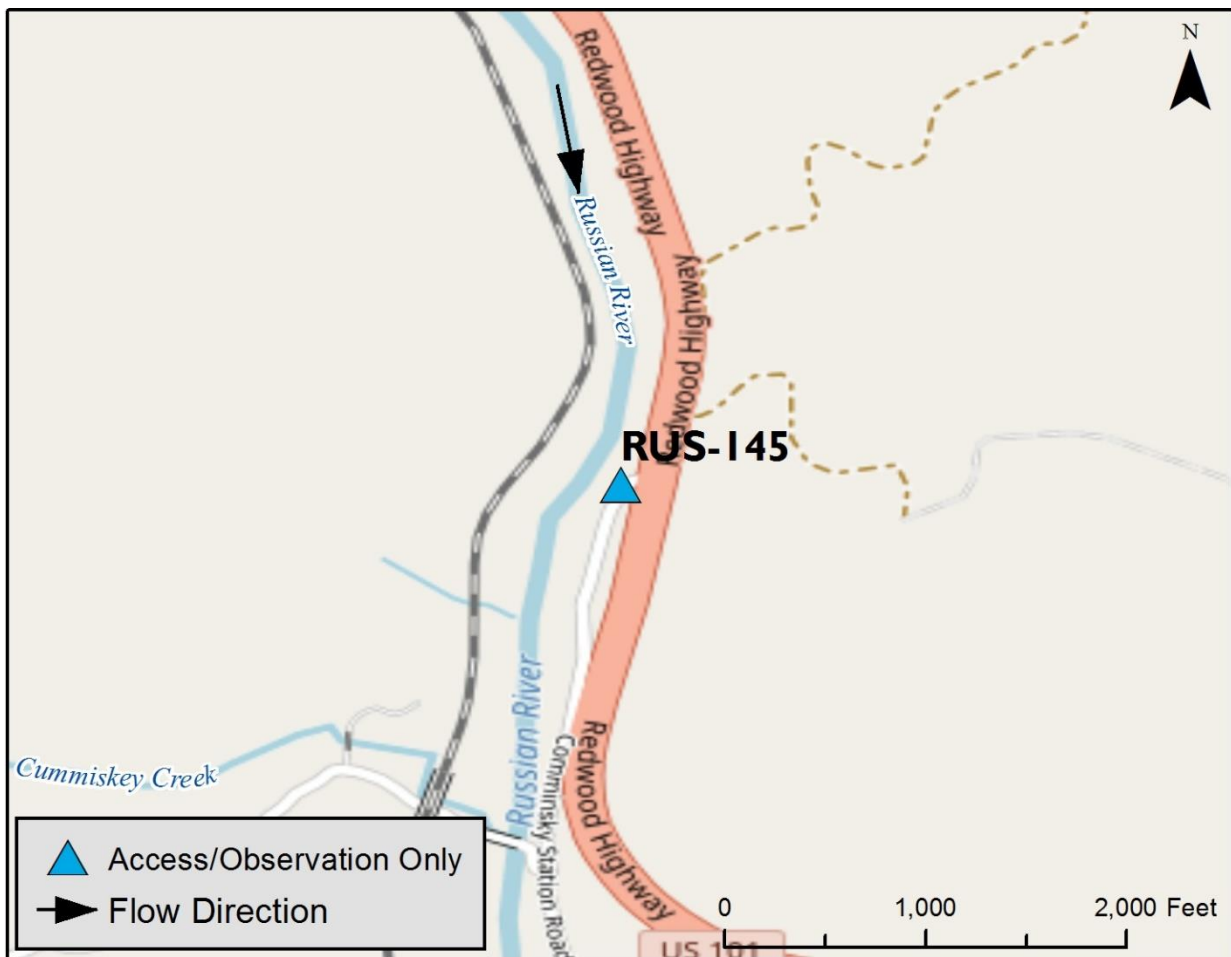 N
Redwood Highway
Russian River
Redwood Highway
RUS-145
Russian River
Comminsky Station Road
Redwood Highway
Cummiskey Creek
Access/Observation Only
Flow Direction
0 1,000 2,000 Feet
US 101